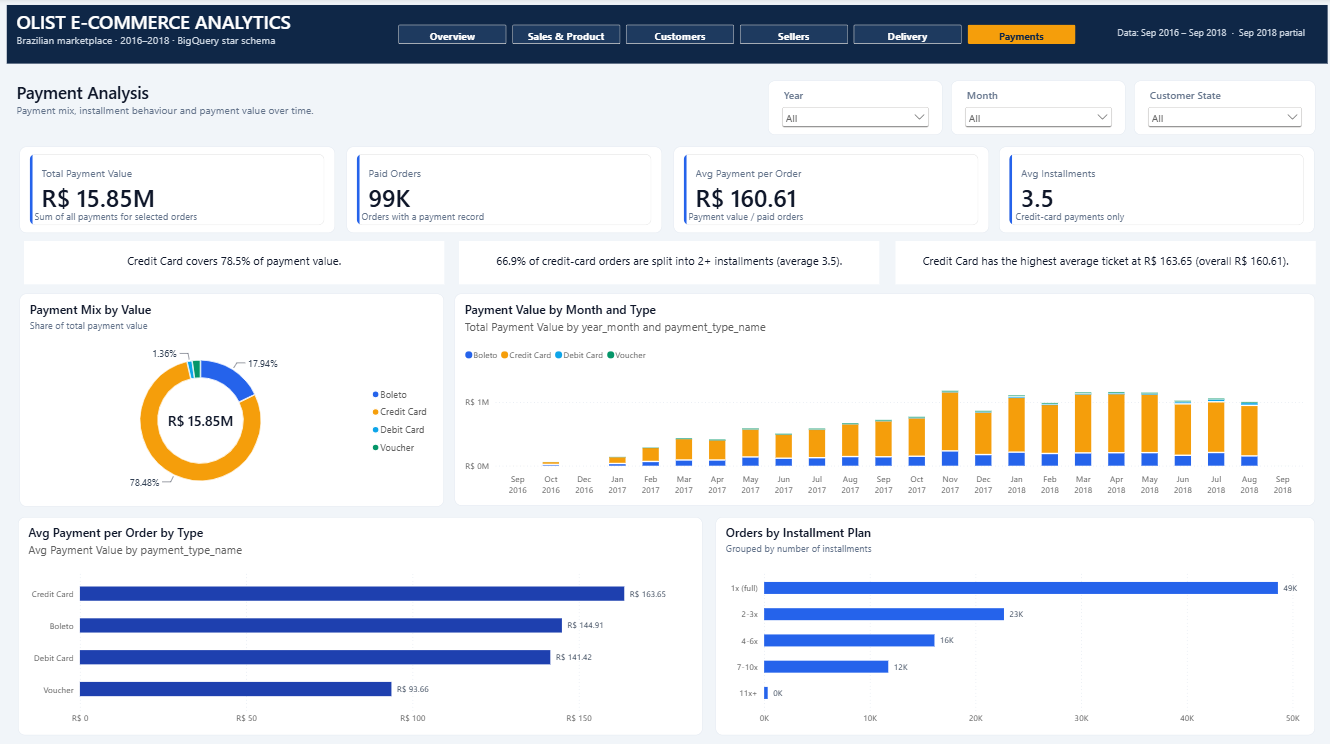 OLIST E-COMMERCE ANALYTICS
Brazilian marketplace · 2016–2018 · BigQuery star schema
Overview
Sales & Product
Customers
Sellers
Delivery
Payments
Data: Sep 2016 – Sep 2018 · Sep 2018 partial
Payment Analysis
Payment mix, installment behaviour and payment value over time.
Year
All
Month
All
Customer State
All
Total Payment Value
R$ 15.85M
Sum of all payments for selected orders
Paid Orders
99K
Orders with a payment record
Avg Payment per Order
R$ 160.61
Payment value / paid orders
Avg Installments
3.5
Credit-card payments only
Credit Card covers 78.5% of payment value.
66.9% of credit-card orders are split into 2+ installments (average 3.5).
Credit Card has the highest average ticket at R$ 163.65 (overall R$ 160.61).
Payment Mix by Value
Share of total payment value
1.36%
17.94%
R$ 15.85M
78.48%
Boleto
Credit Card
Debit Card
Voucher
Payment Value by Month and Type
Total Payment Value by year_month and payment_type_name
Boleto Credit Card Debit Card Voucher
R$ 1M
R$ 0M
Sep Oct Dec Jan Feb Mar Apr May Jun Jul Aug Sep Oct Nov Dec Jan Feb Mar Apr May Jun Jul Aug Sep
2016 2016 2016 2017 2017 2017 2017 2017 2017 2017 2017 2017 2017 2017 2017 2018 2018 2018 2018 2018 2018 2018 2018 2018
Avg Payment per Order by Type
Avg Payment Value by payment_type_name
Credit Card R$ 163.65
Boleto R$ 144.91
Debit Card R$ 141.42
Voucher R$ 93.66
R$ 0 R$ 50 R$ 100 R$ 150
Orders by Installment Plan
Grouped by number of installments
1x (full) 49K
2-3x 23K
4-6x 16K
7-10x 12K
11x+ 0K
0K 10K 20K 30K 40K 50K